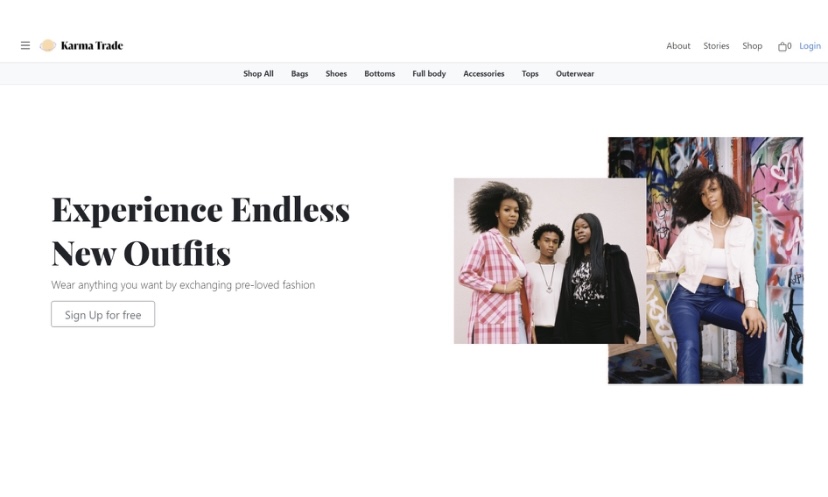 Karma Trade
About Stories Shop 0 Login
Shop All Bags Shoes Bottoms Full body Accessories Tops Outerwear
Experience Endless
New Outfits
Wear anything you want by exchanging pre-loved fashion
Sign Up for free